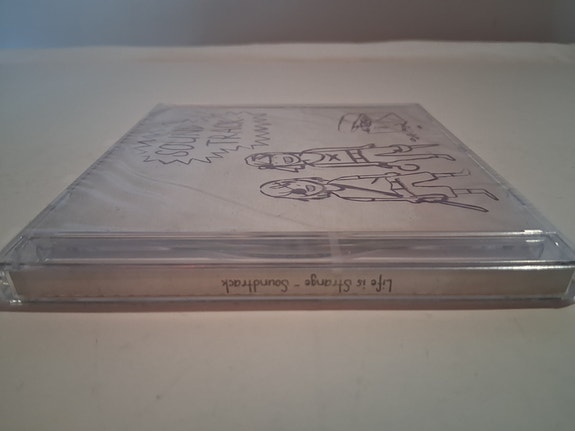 SOUND
TRACK
Life is Strange - Soundtrack